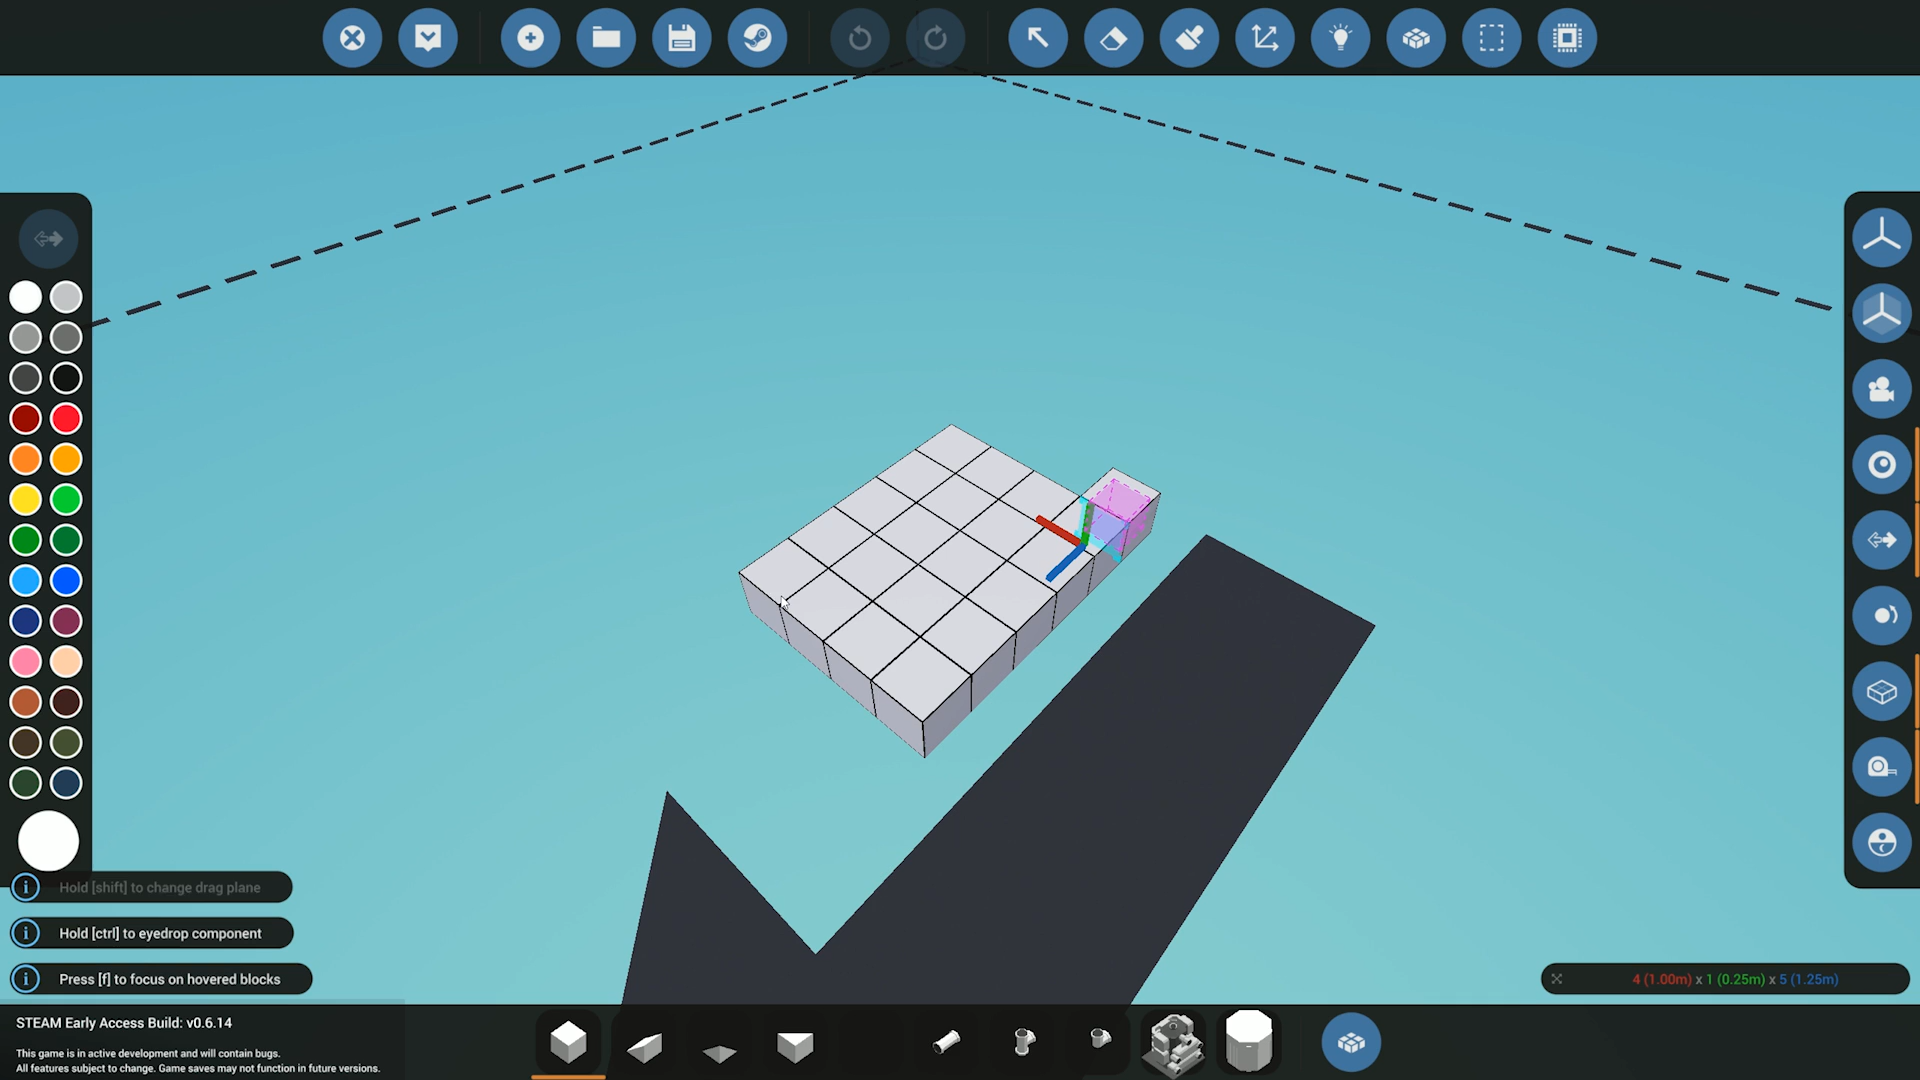 Hold [shift] to change drag plane
Hold [ctrl] to eyedrop component
Press [f] to focus on hovered blocks
4 (1.00m) x 1 (0.25m) x 5 (1.25m)
STEAM Early Access Build: v0.6.14
This game is in active development and will contain bugs.
All features subject to change. Game saves may not function in future versions.